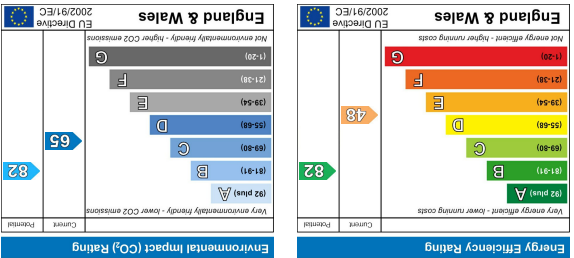 Energy Efficiency Rating
Current Potential
Very energy efficient - lower running costs
(92 plus) A
(81-91) B
(69-80) C
(55-68) D
(39-54) E
(21-38) F
(1-20) G
Not energy efficient - higher running costs
48
82
England & Wales
EU Directive
2002/91/EC
Environmental Impact (CO2) Rating
Current Potential
Very environmentally friendly - lower CO2 emissions
(92 plus) A
(81-91) B
(69-80) C
(55-68) D
(39-54) E
(21-38) F
(1-20) G
Not environmentally friendly - higher CO2 emissions
65
82
England & Wales
EU Directive
2002/91/EC